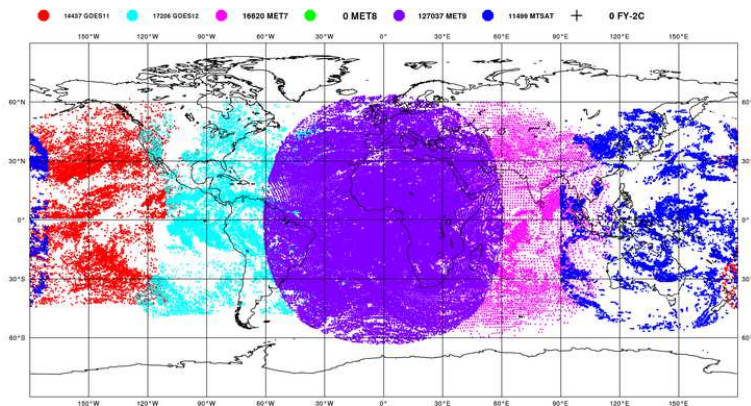 14437 GOES11 17206 GOES12 16620 MET7 0 MET8 127037 MET9 11499 MTSAT 0 FY-2C
150°W 120°W 90°W 60°W 30°W 0° 30°E 60°E 90°E 120°E 150°E
60°N 60°N
30°N 30°N
0° 0°
30°S 30°S
60°S 60°S
150°W 120°W 90°W 60°W 30°W 0° 30°E 60°E 90°E 120°E 150°E